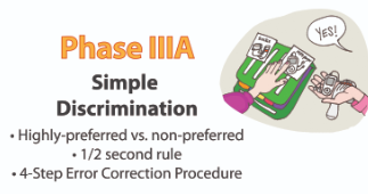 Phase IIIA
YES!
Simple
Discrimination
• Highly-preferred vs. non-preferred
• 1/2 second rule
• 4-Step Error Correction Procedure